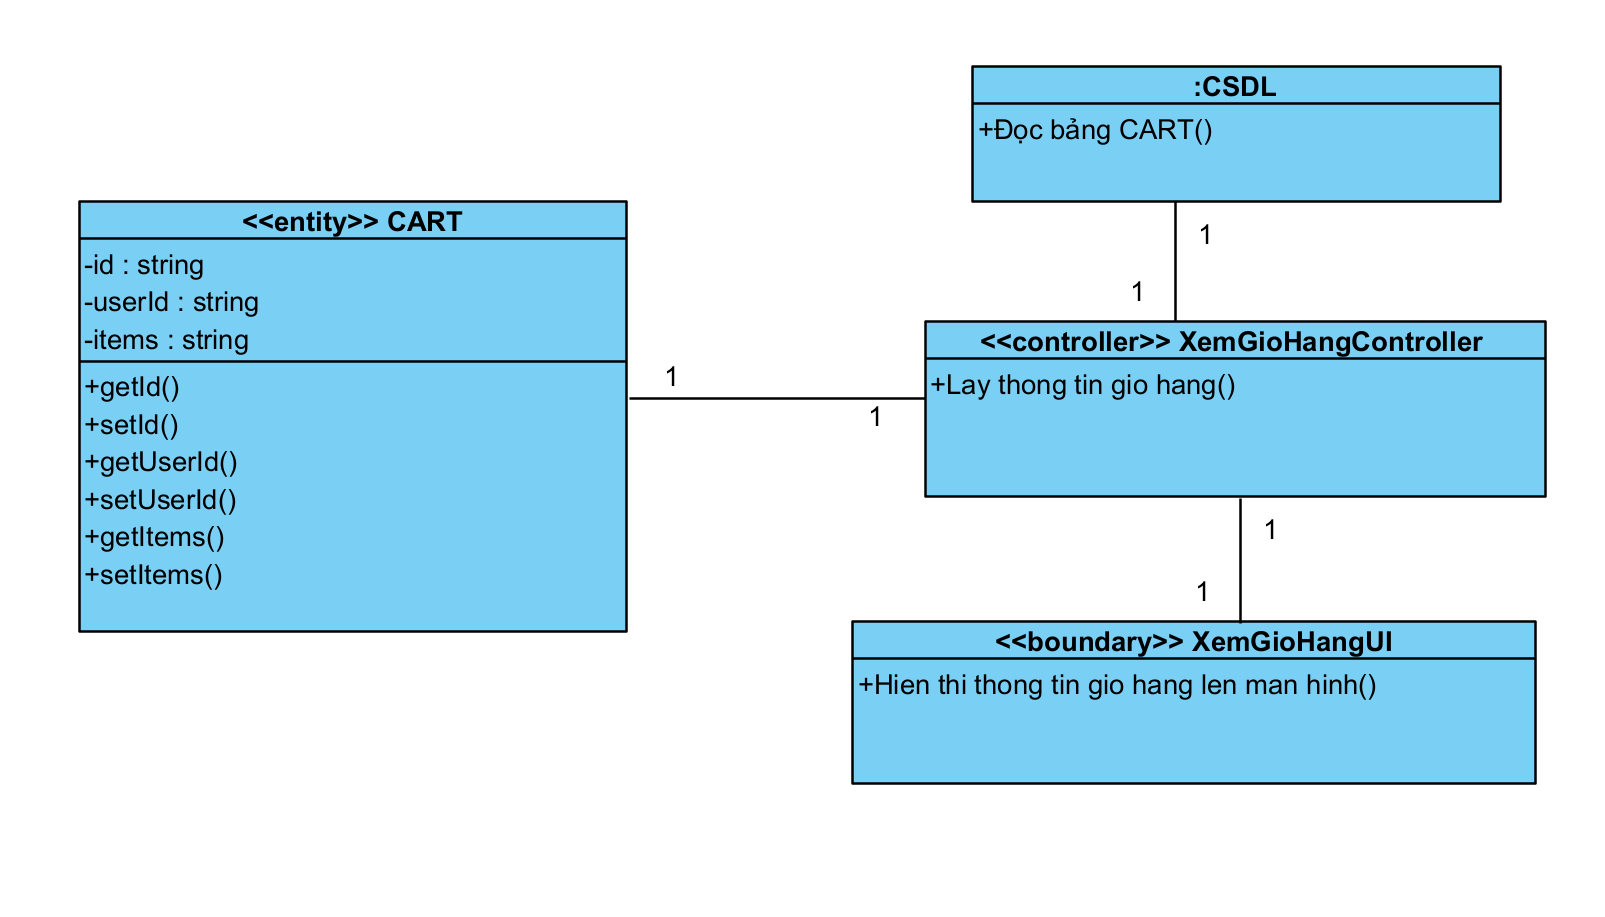 :CSDL
+Đọc bảng CART()
<<entity>> CART
-id : string
-userId : string
-items : string
+getId()
+setId()
+getUserId()
+setUserId()
+getItems()
+setItems()
1
1
1
1
<<controller>> XemGioHangController
+Lay thong tin gio hang()
1
1
<<boundary>> XemGioHangUI
+Hien thi thong tin gio hang len man hinh()